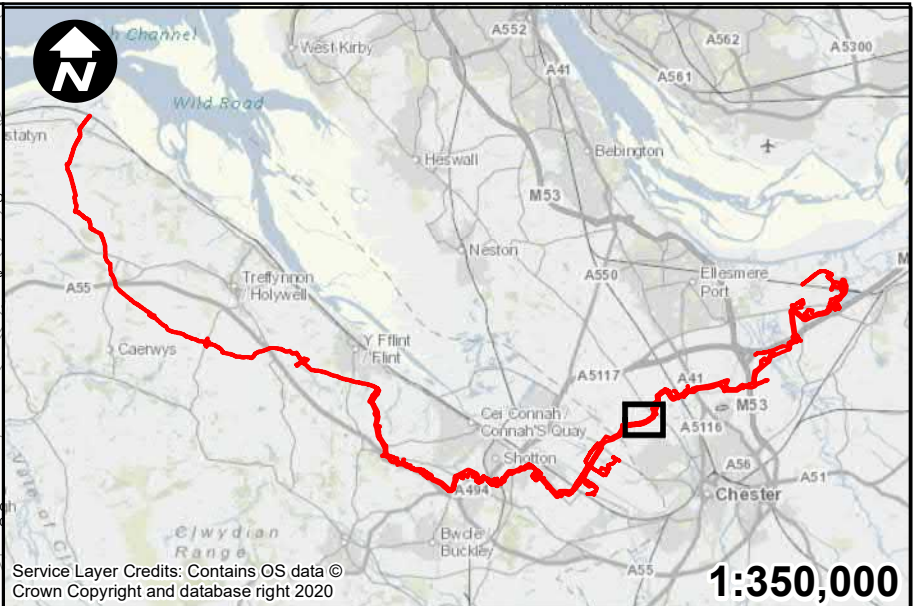 h Channel
N
West Kirby
A552
A562
A5300
A41
A561
Wild Road
statyn
Heswall
Bebington
M53
Neston
A550
Ellesmere
Port
M
Treffynnon
Holywell
A55
Caerwys
Y Fflint
Flint
A5117
A41
M53
Cei Connah
Connah'S Quay
A5116
Shotton
A56
A51
A494
Chester
Clwydian
Range
Bwcle
Buckley
A55
Service Layer Credits: Contains OS data ©
Crown Copyright and database right 2020
1:350,000